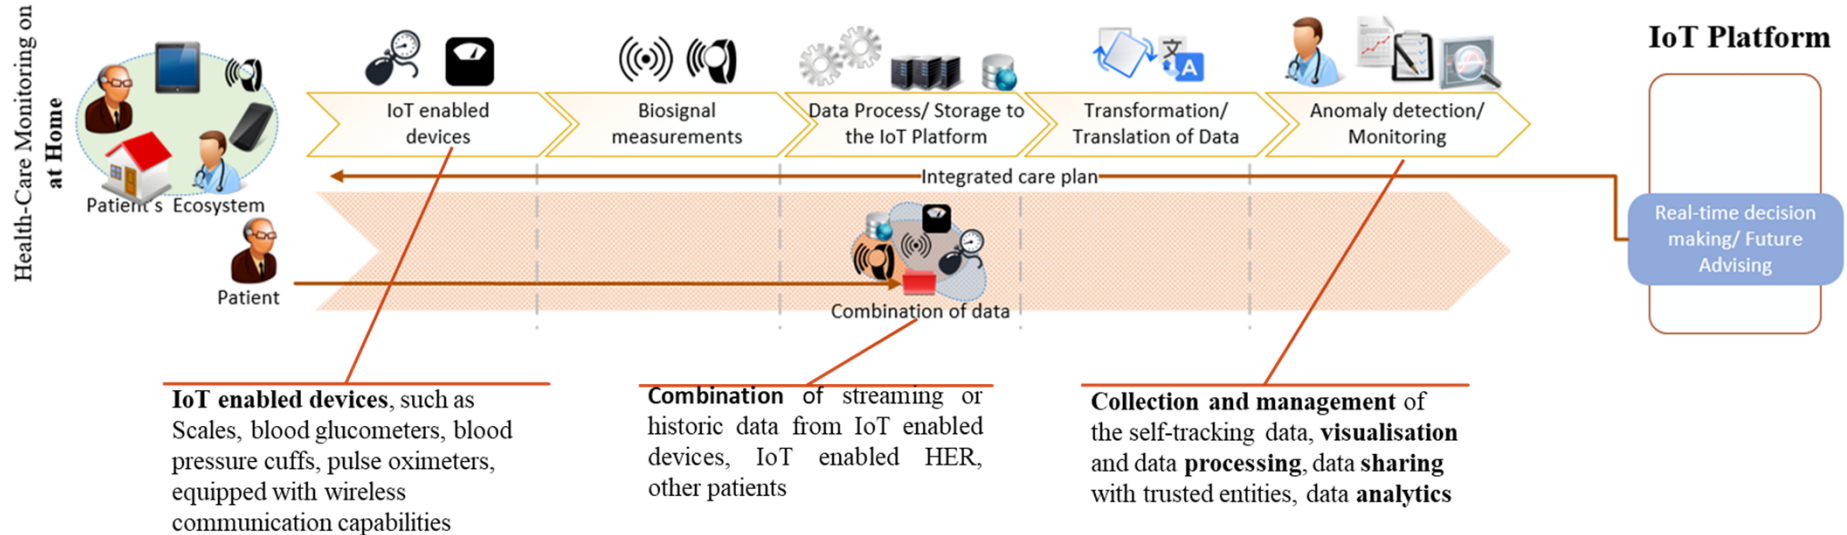 Health-Care Monitoring on
at Home
Patient's Ecosystem
Patient
IoT enabled
devices
Biosignal
measurements
Data Process/ Storage to
the IoT Platform
Transformation/
Translation of Data
Anomaly detection/
Monitoring
IoT Platform
Integrated care plan
Real-time decision
making/ Future
Advising
Combination of data
IoT enabled devices, such as
Scales, blood glucometers, blood
pressure cuffs, pulse oximeters,
equipped with wireless
communication capabilities
Combination of streaming or
historic data from IoT enabled
devices, IoT enabled HER,
other patients
Collection and management of
the self-tracking data, visualisation
and data processing, data sharing
with trusted entities, data analytics
文
A